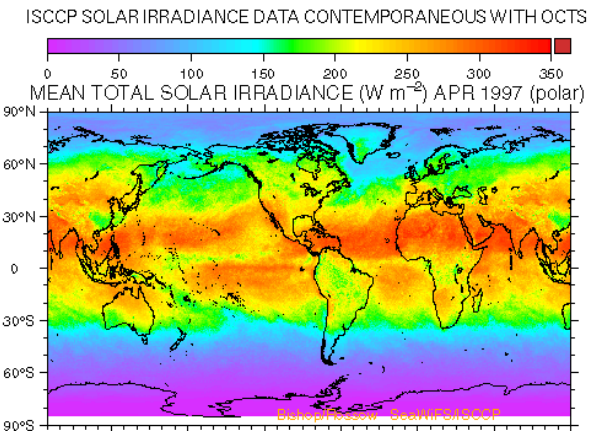 ISCCP SOLAR IRRADIANCE DATA CONTEMPORANEOUS WITH OCTS
0 50 100 150 200 250 300 350
MEAN TOTAL SOLAR IRRADIANCE (W m⁻²) APR 1997 (polar)
90°N
60°N
30°N
0
30°S
60°S
90°S
Bishop/Rossow SeaWiFS/ISCCP